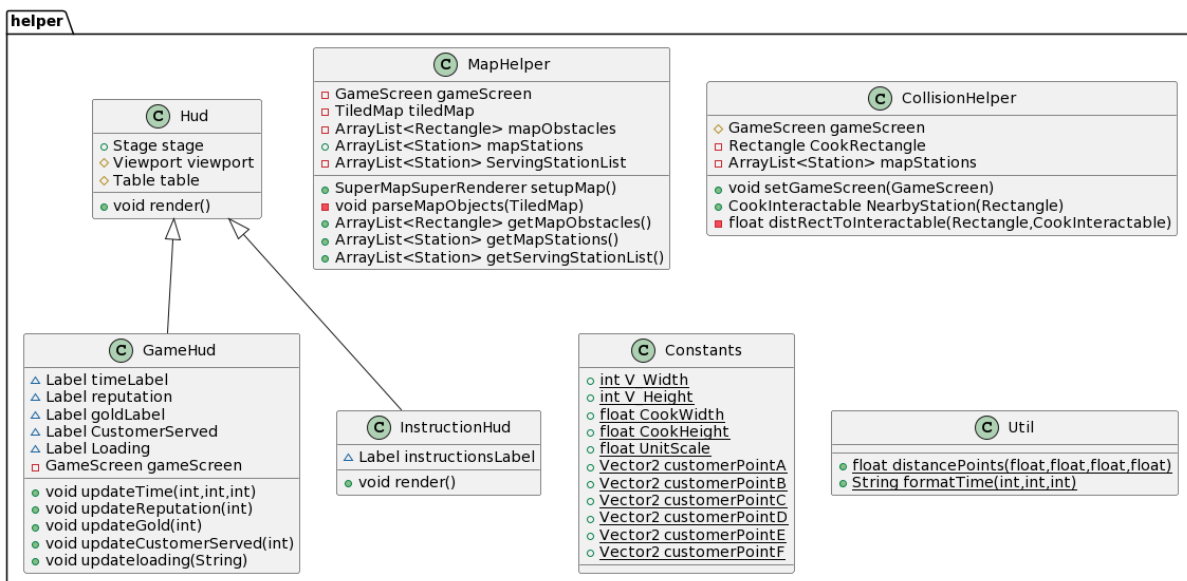 helper
C Hud
Stage stage
Viewport viewport
Table table
void render()
C MapHelper
GameScreen gameScreen
TiledMap tiledMap
ArrayList<Rectangle> mapObstacles
ArrayList<Station> mapStations
ArrayList<Station> ServingStationList
SuperMapSuperRenderer setupMap()
void parseMapObjects(TiledMap)
ArrayList<Rectangle> getMapObstacles()
ArrayList<Station> getMapStations()
ArrayList<Station> getServingStationList()
C CollisionHelper
GameScreen gameScreen
Rectangle CookRectangle
ArrayList<Station> mapStations
void setGameScreen(GameScreen)
CookInteractable NearbyStation(Rectangle)
float distRectToInteractable(Rectangle,CookInteractable)
C GameHud
Label timeLabel
Label reputation
Label goldLabel
Label CustomerServed
Label Loading
GameScreen gameScreen
void updateTime(int,int,int)
void updateReputation(int)
void updateGold(int)
void updateCustomerServed(int)
void updateloading(String)
C InstructionHud
Label instructionsLabel
void render()
C Constants
int V_Width
int V_Height
float CookWidth
float CookHeight
float UnitScale
Vector2 customerPointA
Vector2 customerPointB
Vector2 customerPointC
Vector2 customerPointD
Vector2 customerPointE
Vector2 customerPointF
C Util
float distancePoints(float,float,float,float)
String formatTime(int,int,int)